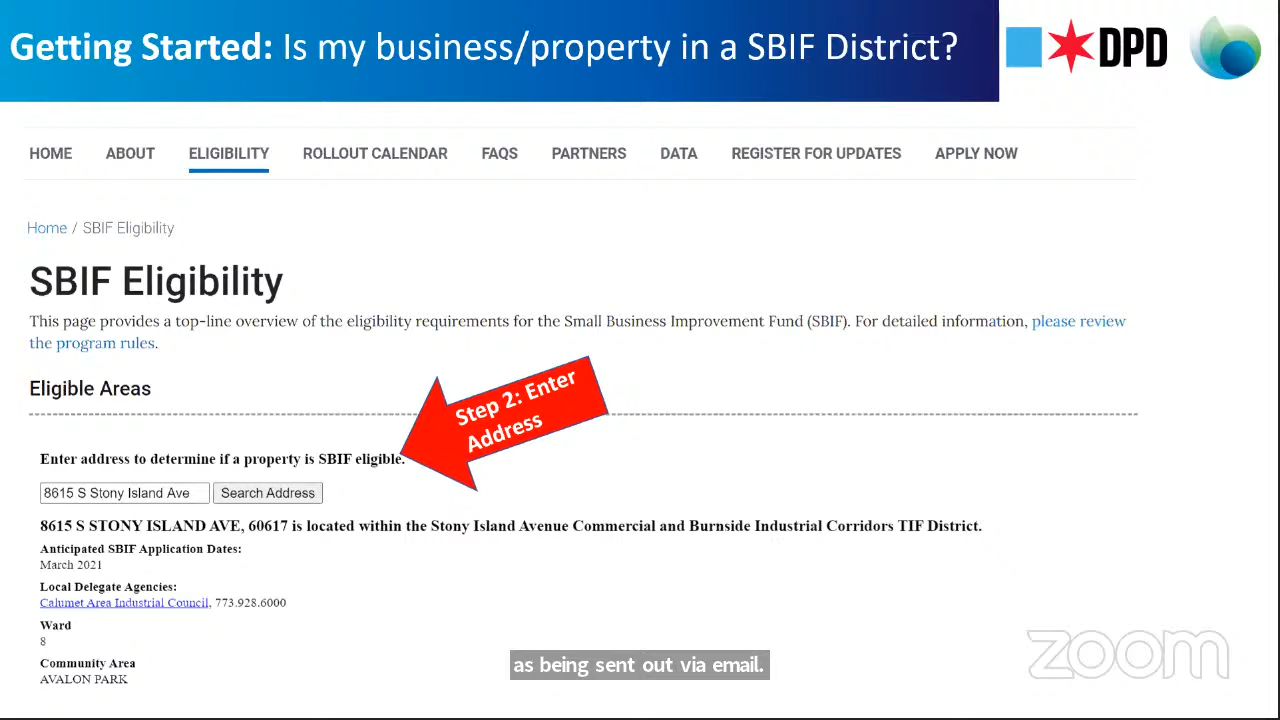 Getting Started: Is my business/property in a SBIF District?
DPD
HOME ABOUT ELIGIBILITY ROLLOUT CALENDAR FAQS PARTNERS DATA REGISTER FOR UPDATES APPLY NOW
Home / SBIF Eligibility
SBIF Eligibility
This page provides a top-line overview of the eligibility requirements for the Small Business Improvement Fund (SBIF). For detailed information, please review
the program rules.
Eligible Areas
Step 2: Enter
Address
Enter address to determine if a property is SBIF eligible.
8615 S Stony Island Ave Search Address
8615 S STONY ISLAND AVE, 60617 is located within the Stony Island Avenue Commercial and Burnside Industrial Corridors TIF District.
Anticipated SBIF Application Dates:
March 2021
Local Delegate Agencies:
Calumet Area Industrial Council, 773.928.6000
Ward
8
Community Area
AVALON PARK
as being sent out via email.
zoom